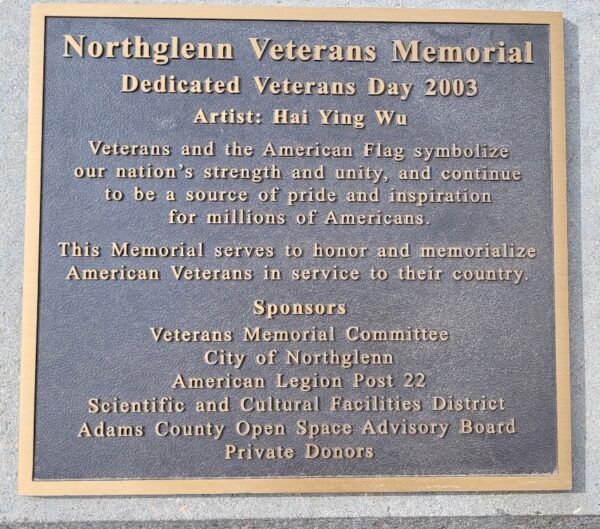 Northglenn Veterans Memorial
Dedicated Veterans Day 2003
Artist: Hai Ying Wu
Veterans and the American Flag symbolize
our nation's strength and unity, and continue
to be a source of pride and inspiration
for millions of Americans.
This Memorial serves to honor and memorialize
American Veterans in service to their country.
Sponsors
Veterans Memorial Committee
City of Northglenn
American Legion Post 22
Scientific and Cultural Facilities District
Adams County Open Space Advisory Board
Private Donors